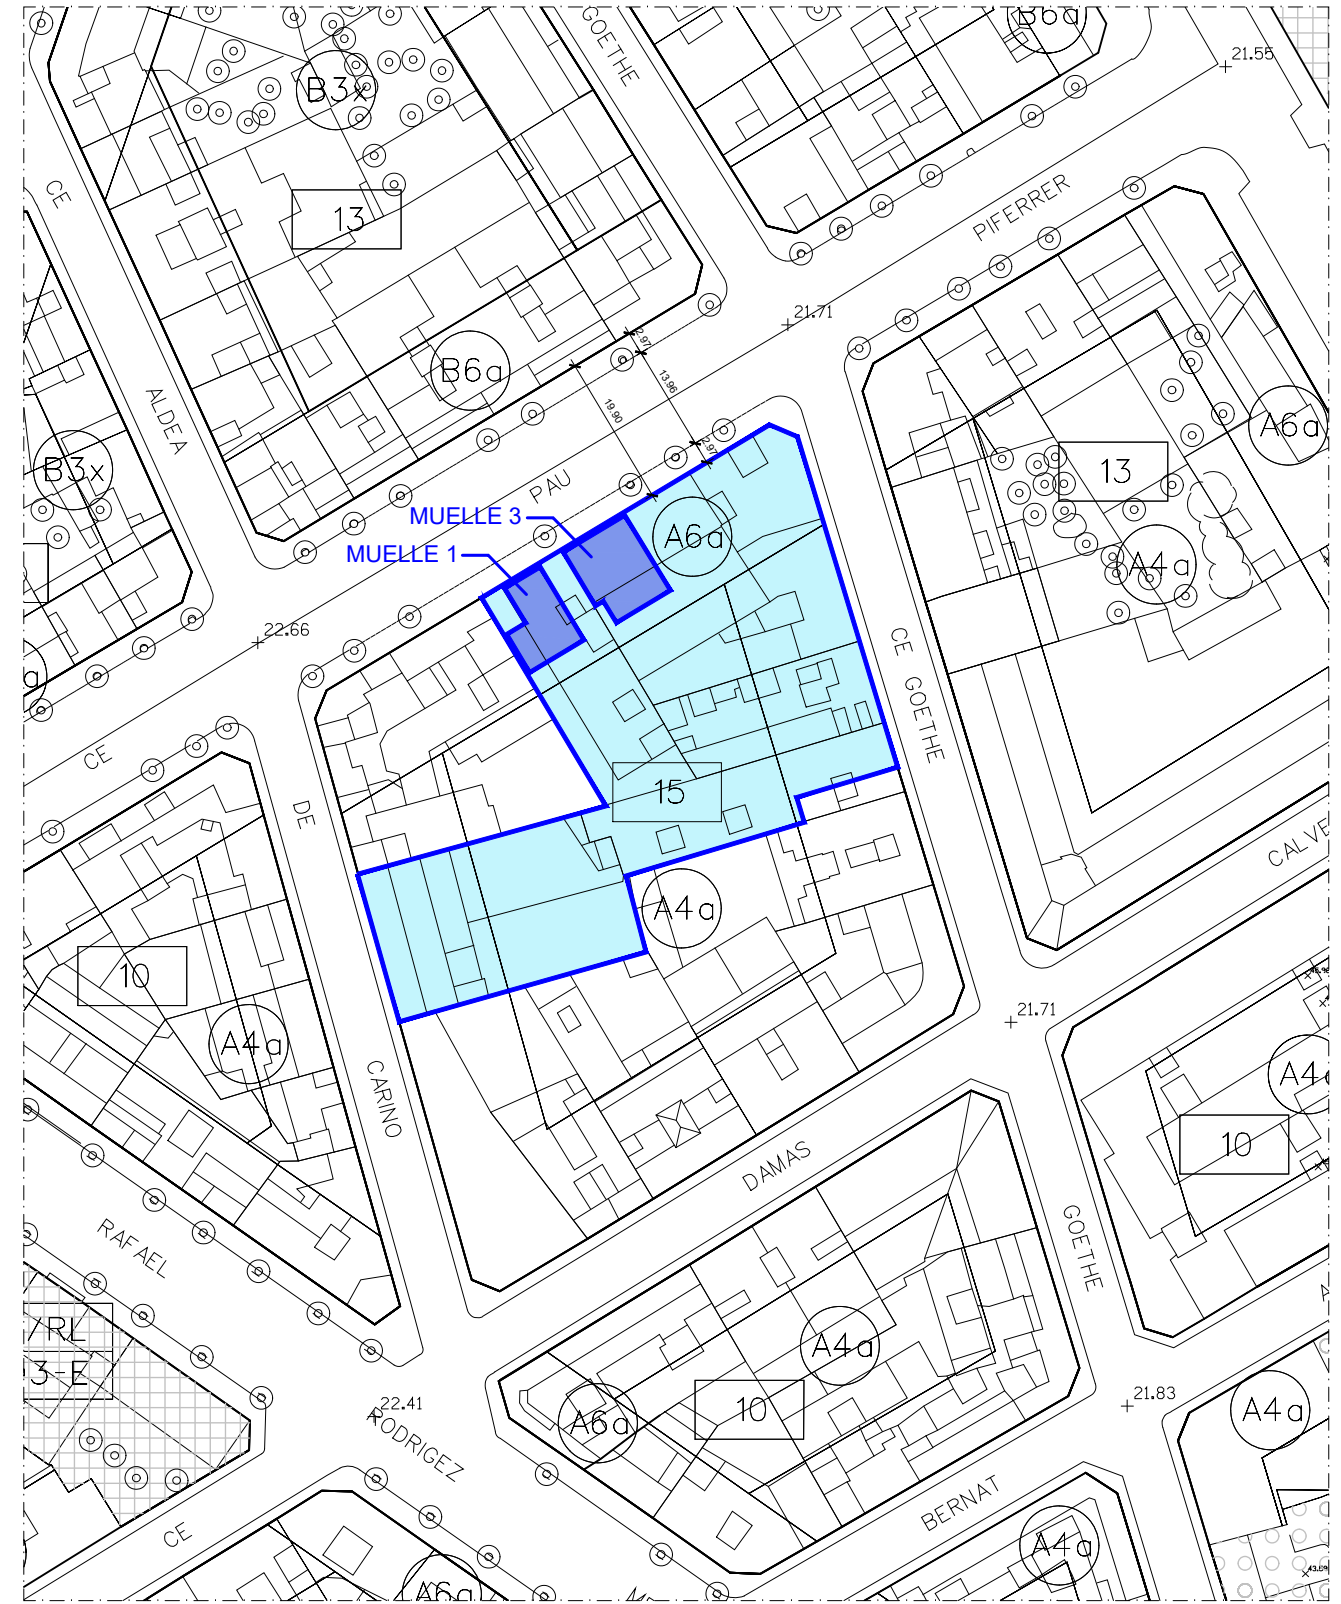 GOETHE
B6a
21.55
B3x
CE
13
PIFERRER
21.71
2.97
13.96
B6a
19.90
ALDEA
A6a
B3x
2.97
13
PAU
MUELLE 3
A6a
MUELLE 1
A4a
22.66
CE GOETHE
a
CE
15
DE
CALVE
A4a
10
21.71
A4a
A4
CARINO
10
DAMAS
RAFAEL
GOETHE
/RL
A4a
3-E
22.41
A6a
10
21.83
A4a
RODRIGEZ
BERNAT
CE
A4a
43.09
A6a